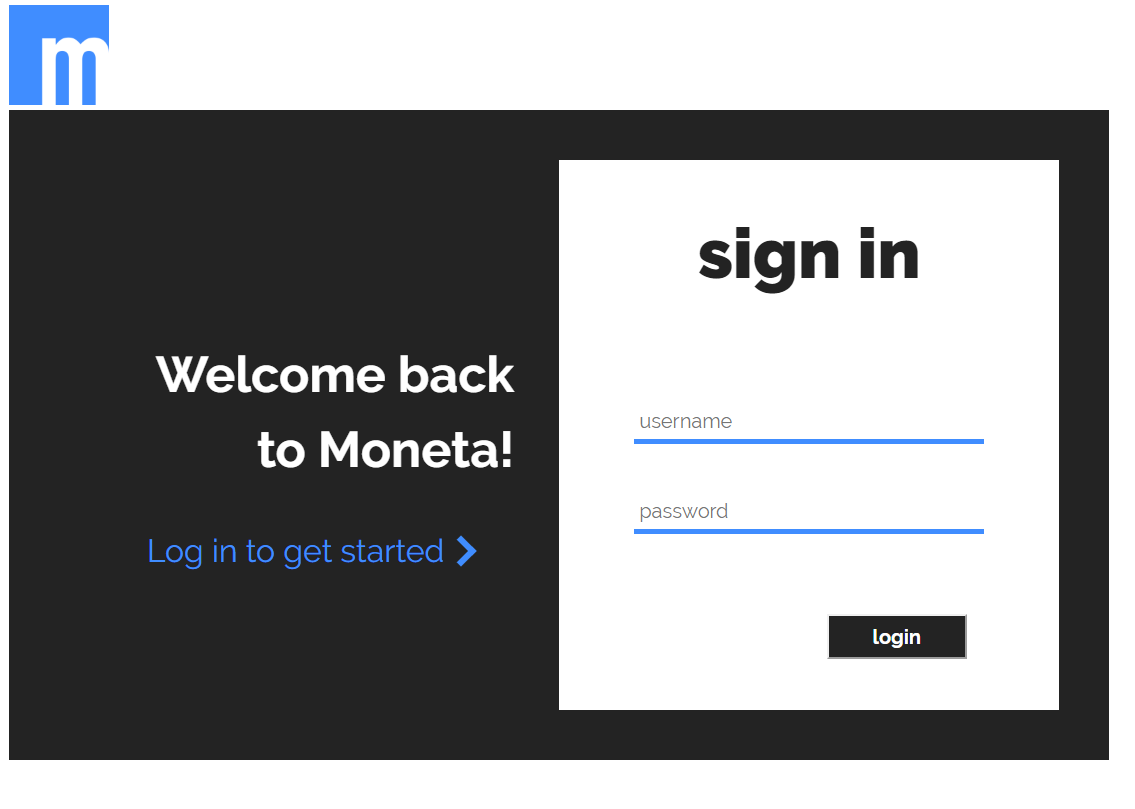 m
Welcome back
to Moneta!
Log in to get started
sign in
username
password
login